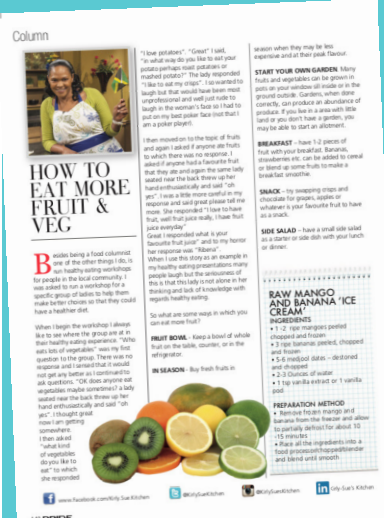 Column
HOW TO
EAT MORE
FRUIT &
VEG
Besides being a food columnist
one of the other things I do, is
run healthy eating workshops
for people in the local community. I
was asked to run a workshop for a
specific group of ladies to help them
make better choices so that they could
have a healthier diet.
When I begin the workshop I always
like to see where the group are at in
their healthy eating experience. "Who
eats lots of vegetables" was my first
question to the group. There was no
response and I sensed that it would
not get any better as I continued to
ask questions. "OK does anyone eat
vegetables maybe sometimes? a lady
seated near the back threw up her
hand enthusiastically and said "oh
yes". I thought great
now I am getting
somewhere.
I then asked
"what kind
of vegetables
do you like to
eat" to which
she responded
"I love potatoes". "Great" I said,
"in what way do you like to eat your
potato perhaps roast potatoes or
mashed potato?" The lady responded
"I like to eat my crisps". I so wanted to
laugh but that would have been most
unprofessional and well just rude to
laugh in the woman's face so I had to
put on my best poker face (not that I
am a poker player).
I then moved on to the topic of fruits
and again I asked if anyone ate fruits
to which there was no response. I
asked if anyone had a favourite fruit
that they ate and again the same lady
seated near the back threw up her
hand enthusiastically and said "oh
yes". I was a little more careful in my
response and said great please tell me
more. She responded "I love to have
fruit, well fruit juice really, I have fruit
juice everyday"
Great I responded what is your
favourite fruit juice" and to my horror
her response was "Ribena".
When I use this story as an example in
my healthy eating presentations many
people laugh but the seriousness of
this is that this lady is not alone in her
thinking and lack of knowledge with
regards healthy eating.
So what are some ways in which you
can eat more fruit?
FRUIT BOWL - Keep a bowl of whole
fruit on the table, counter, or in the
refrigerator.
IN SEASON - Buy fresh fruits in
season when they may be less
expensive and at their peak flavour.
START YOUR OWN GARDEN. Many
fruits and vegetables can be grown in
pots on your window sill inside or in the
ground outside. Gardens, when done
correctly, can produce an abundance of
produce. If you live in a area with little
land or you don't have a garden, you
may be able to start an allotment.
BREAKFAST – have 1-2 pieces of
fruit with your breakfast. Bananas,
strawberries etc. can be added to cereal
or blend up some fruits to make a
breakfast smoothie.
SNACK – try swapping crisps and
chocolate for grapes, apples or
whatever is your favourite fruit to have
as a snack.
SIDE SALAD – have a small side salad
as a starter or side dish with your lunch
or dinner.
RAW MANGO
AND BANANA 'ICE
CREAM'
INGREDIENTS
• 1 -2 ripe mangos peeled
chopped and frozen
• 3 ripe bananas peeled, chopped
and frozen
• 5-6 medjool dates – destoned
and chopped
• 2-3 Ounces of water
• 1 tsp vanilla extract or 1 vanilla
pod
PREPARATION METHOD
• Remove frozen mango and
banana from the freezer and allow
to partially defrost for about 10
-15 minutes
• Place all the ingredients into a
food processor/chopper/blender
and blend until smooth
www.facebook.com/Kirly-SueKitchen
@KirlySuesKitchen
@KirlySuesKitchen
Kirly-Sue's Kitchen